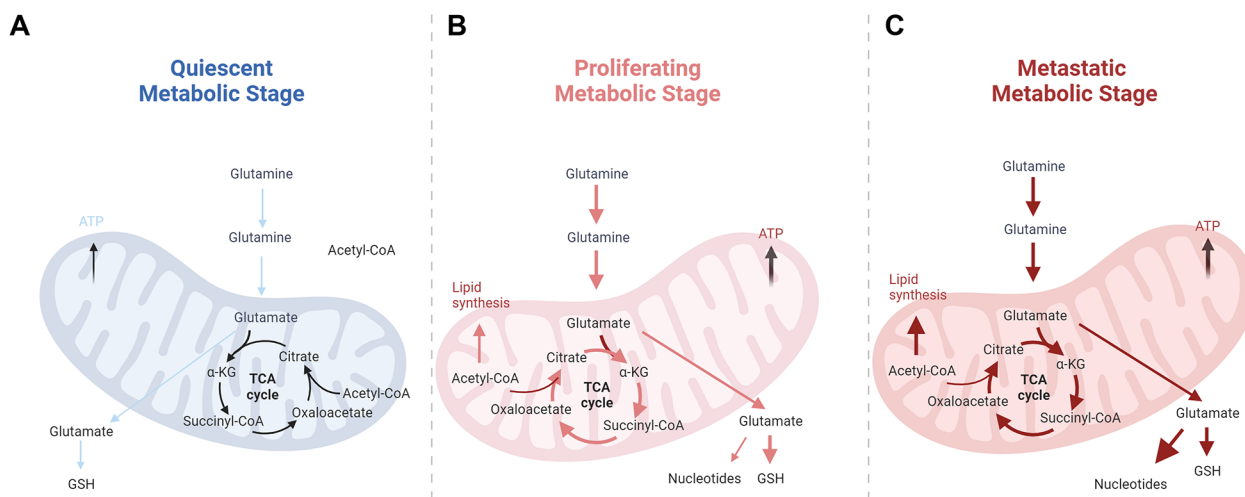 A
Quiescent
Metabolic Stage
Glutamine
ATP
Glutamine
Acetyl-CoA
Glutamate
Citrate
α-KG
TCA
cycle
Acetyl-CoA
Oxaloacetate
Succinyl-CoA
Glutamate
GSH
B
Proliferating
Metabolic Stage
Glutamine
ATP
Glutamine
Lipid
synthesis
Glutamate
Citrate
α-KG
Acetyl-CoA
TCA
cycle
Oxaloacetate
Succinyl-CoA
Glutamate
Nucleotides
GSH
C
Metastatic
Metabolic Stage
Glutamine
ATP
Glutamine
Lipid
synthesis
Glutamate
Citrate
α-KG
Acetyl-CoA
TCA
cycle
Oxaloacetate
Succinyl-CoA
Glutamate
GSH
Nucleotides